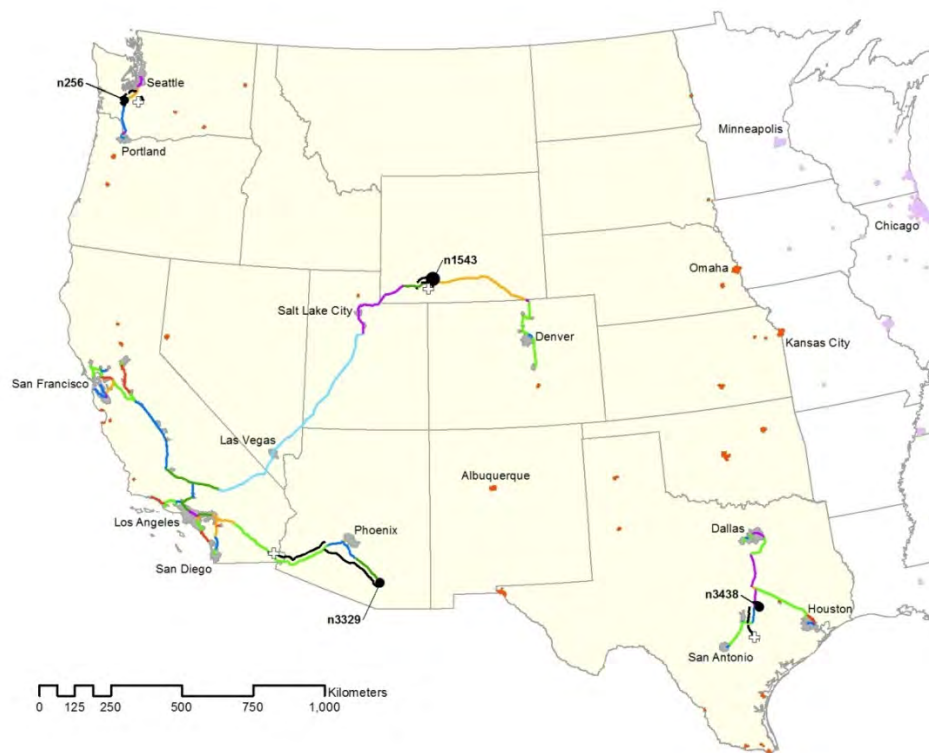 Seattle
n256
Portland
Minneapolis
Chicago
n1543
Omaha
Salt Lake City
Denver
Kansas City
San Francisco
Las Vegas
Albuquerque
Los Angeles
Phoenix
Dallas
San Diego
n3438
Houston
n3329
San Antonio
Kilometers
0 125 250 500 750 1,000